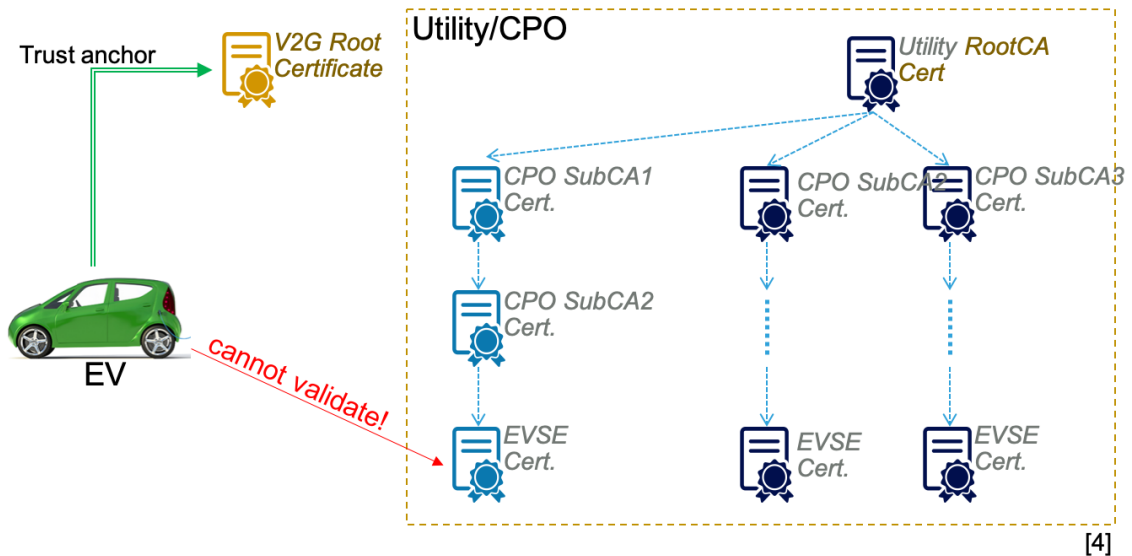 Utility/CPO
Trust anchor
V2G Root
Certificate
Utility RootCA
Cert
CPO SubCA1
Cert.
CPO SubCA2
Cert.
CPO SubCA3
Cert.
CPO SubCA2
Cert.
EV
cannot validate!
EVSE
Cert.
EVSE
Cert.
EVSE
Cert.
[4]